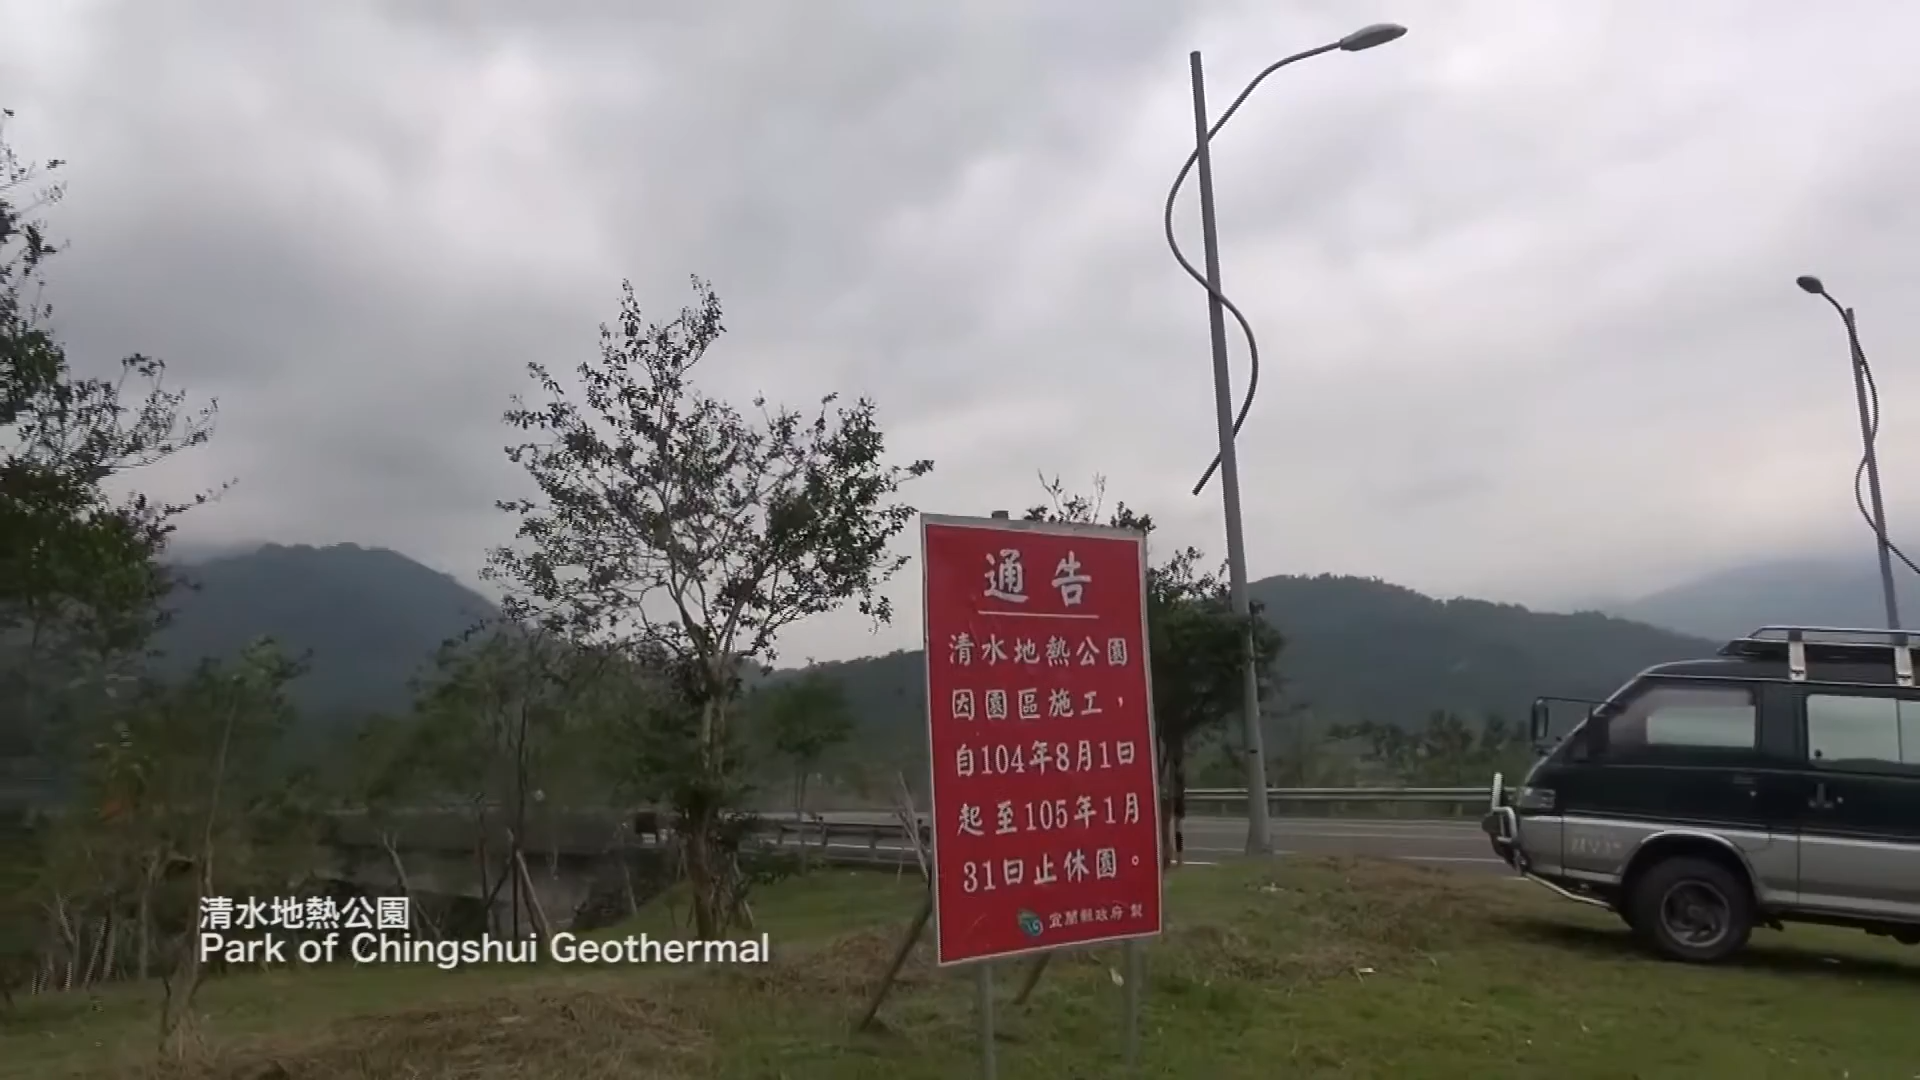 通告
清水地熱公園
因園區施工，
自104年8月1日
起至105年1月
31日止休園。
宜蘭縣政府 製
清水地熱公園
Park of Chingshui Geothermal